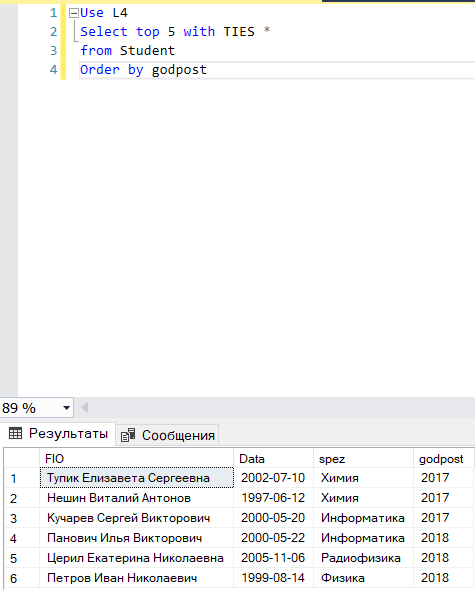 1 Use L4
2 Select top 5 with TIES *
3 from Student
4 Order by godpost
89 %
Результаты Сообщения
FIO Data spez godpost
1 Тупик Елизавета Сергеевна 2002-07-10 Химия 2017
2 Нешин Виталий Антонов 1997-06-12 Химия 2017
3 Кучарев Сергей Викторович 2000-05-20 Информатика 2017
4 Панович Илья Викторович 2000-05-22 Информатика 2018
5 Церил Екатерина Николаевна 2005-11-06 Радиофизика 2018
6 Петров Иван Николаевич 1999-08-14 Физика 2018